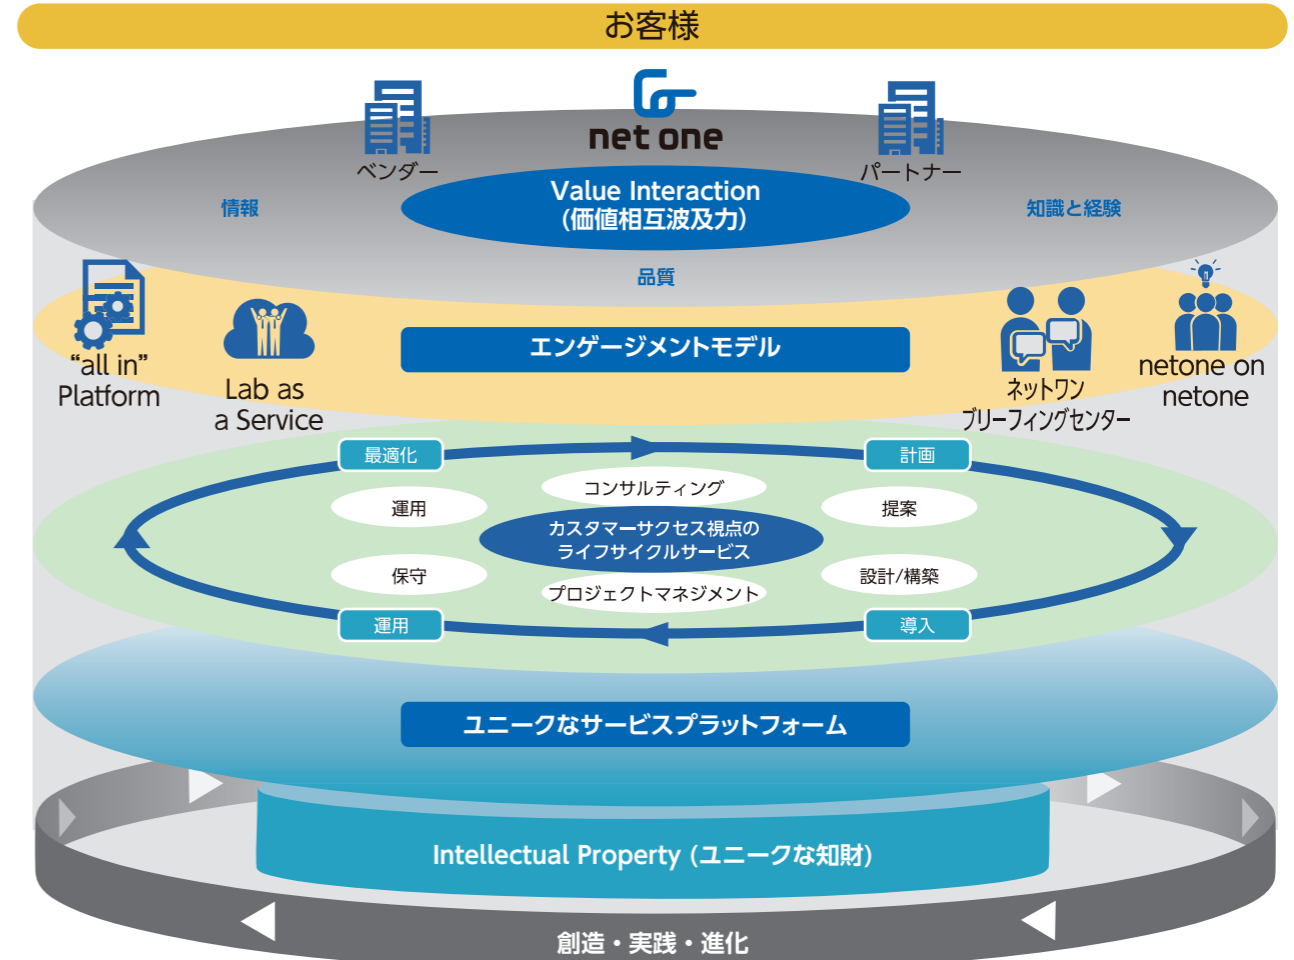 お客様
net one
ベンダー
パートナー
Value Interaction
(価値相互波及力)
情報
知識と経験
品質
“all in”
Platform
Lab as
a Service
エンゲージメントモデル
ネットワン
ブリーフィングセンター
netone on
netone
最適化
計画
コンサルティング
運用
提案
カスタマーサクセス視点の
ライフサイクルサービス
保守
設計/構築
プロジェクトマネジメント
運用
導入
ユニークなサービスプラットフォーム
Intellectual Property (ユニークな知財)
創造・実践・進化